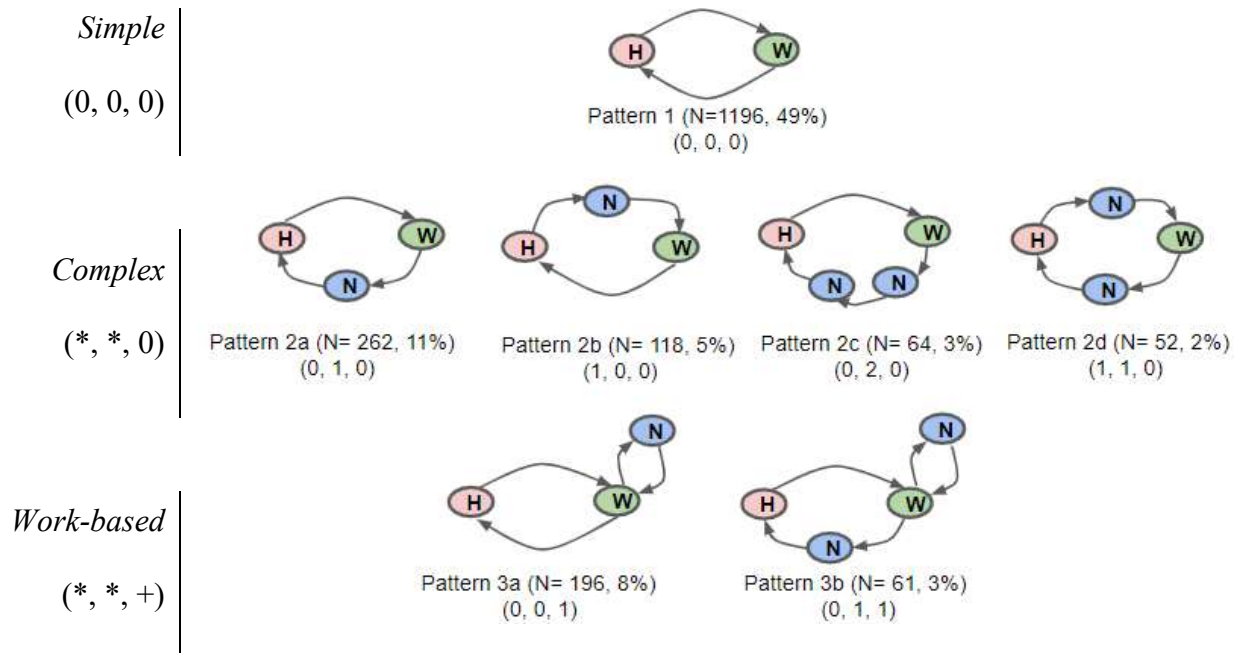 Simple
(0, 0, 0)
H
W
Pattern 1 (N=1196, 49%)
(0, 0, 0)
Complex
(*, *, 0)
H
W
N
Pattern 2a (N= 262, 11%)
(0, 1, 0)
N
H
W
Pattern 2b (N= 118, 5%)
(1, 0, 0)
H
W
N
N
Pattern 2c (N= 64, 3%)
(0, 2, 0)
N
H
W
N
Pattern 2d (N= 52, 2%)
(1, 1, 0)
Work-based
(*, *, +)
N
H
W
Pattern 3a (N= 196, 8%)
(0, 0, 1)
N
H
W
N
Pattern 3b (N= 61, 3%)
(0, 1, 1)